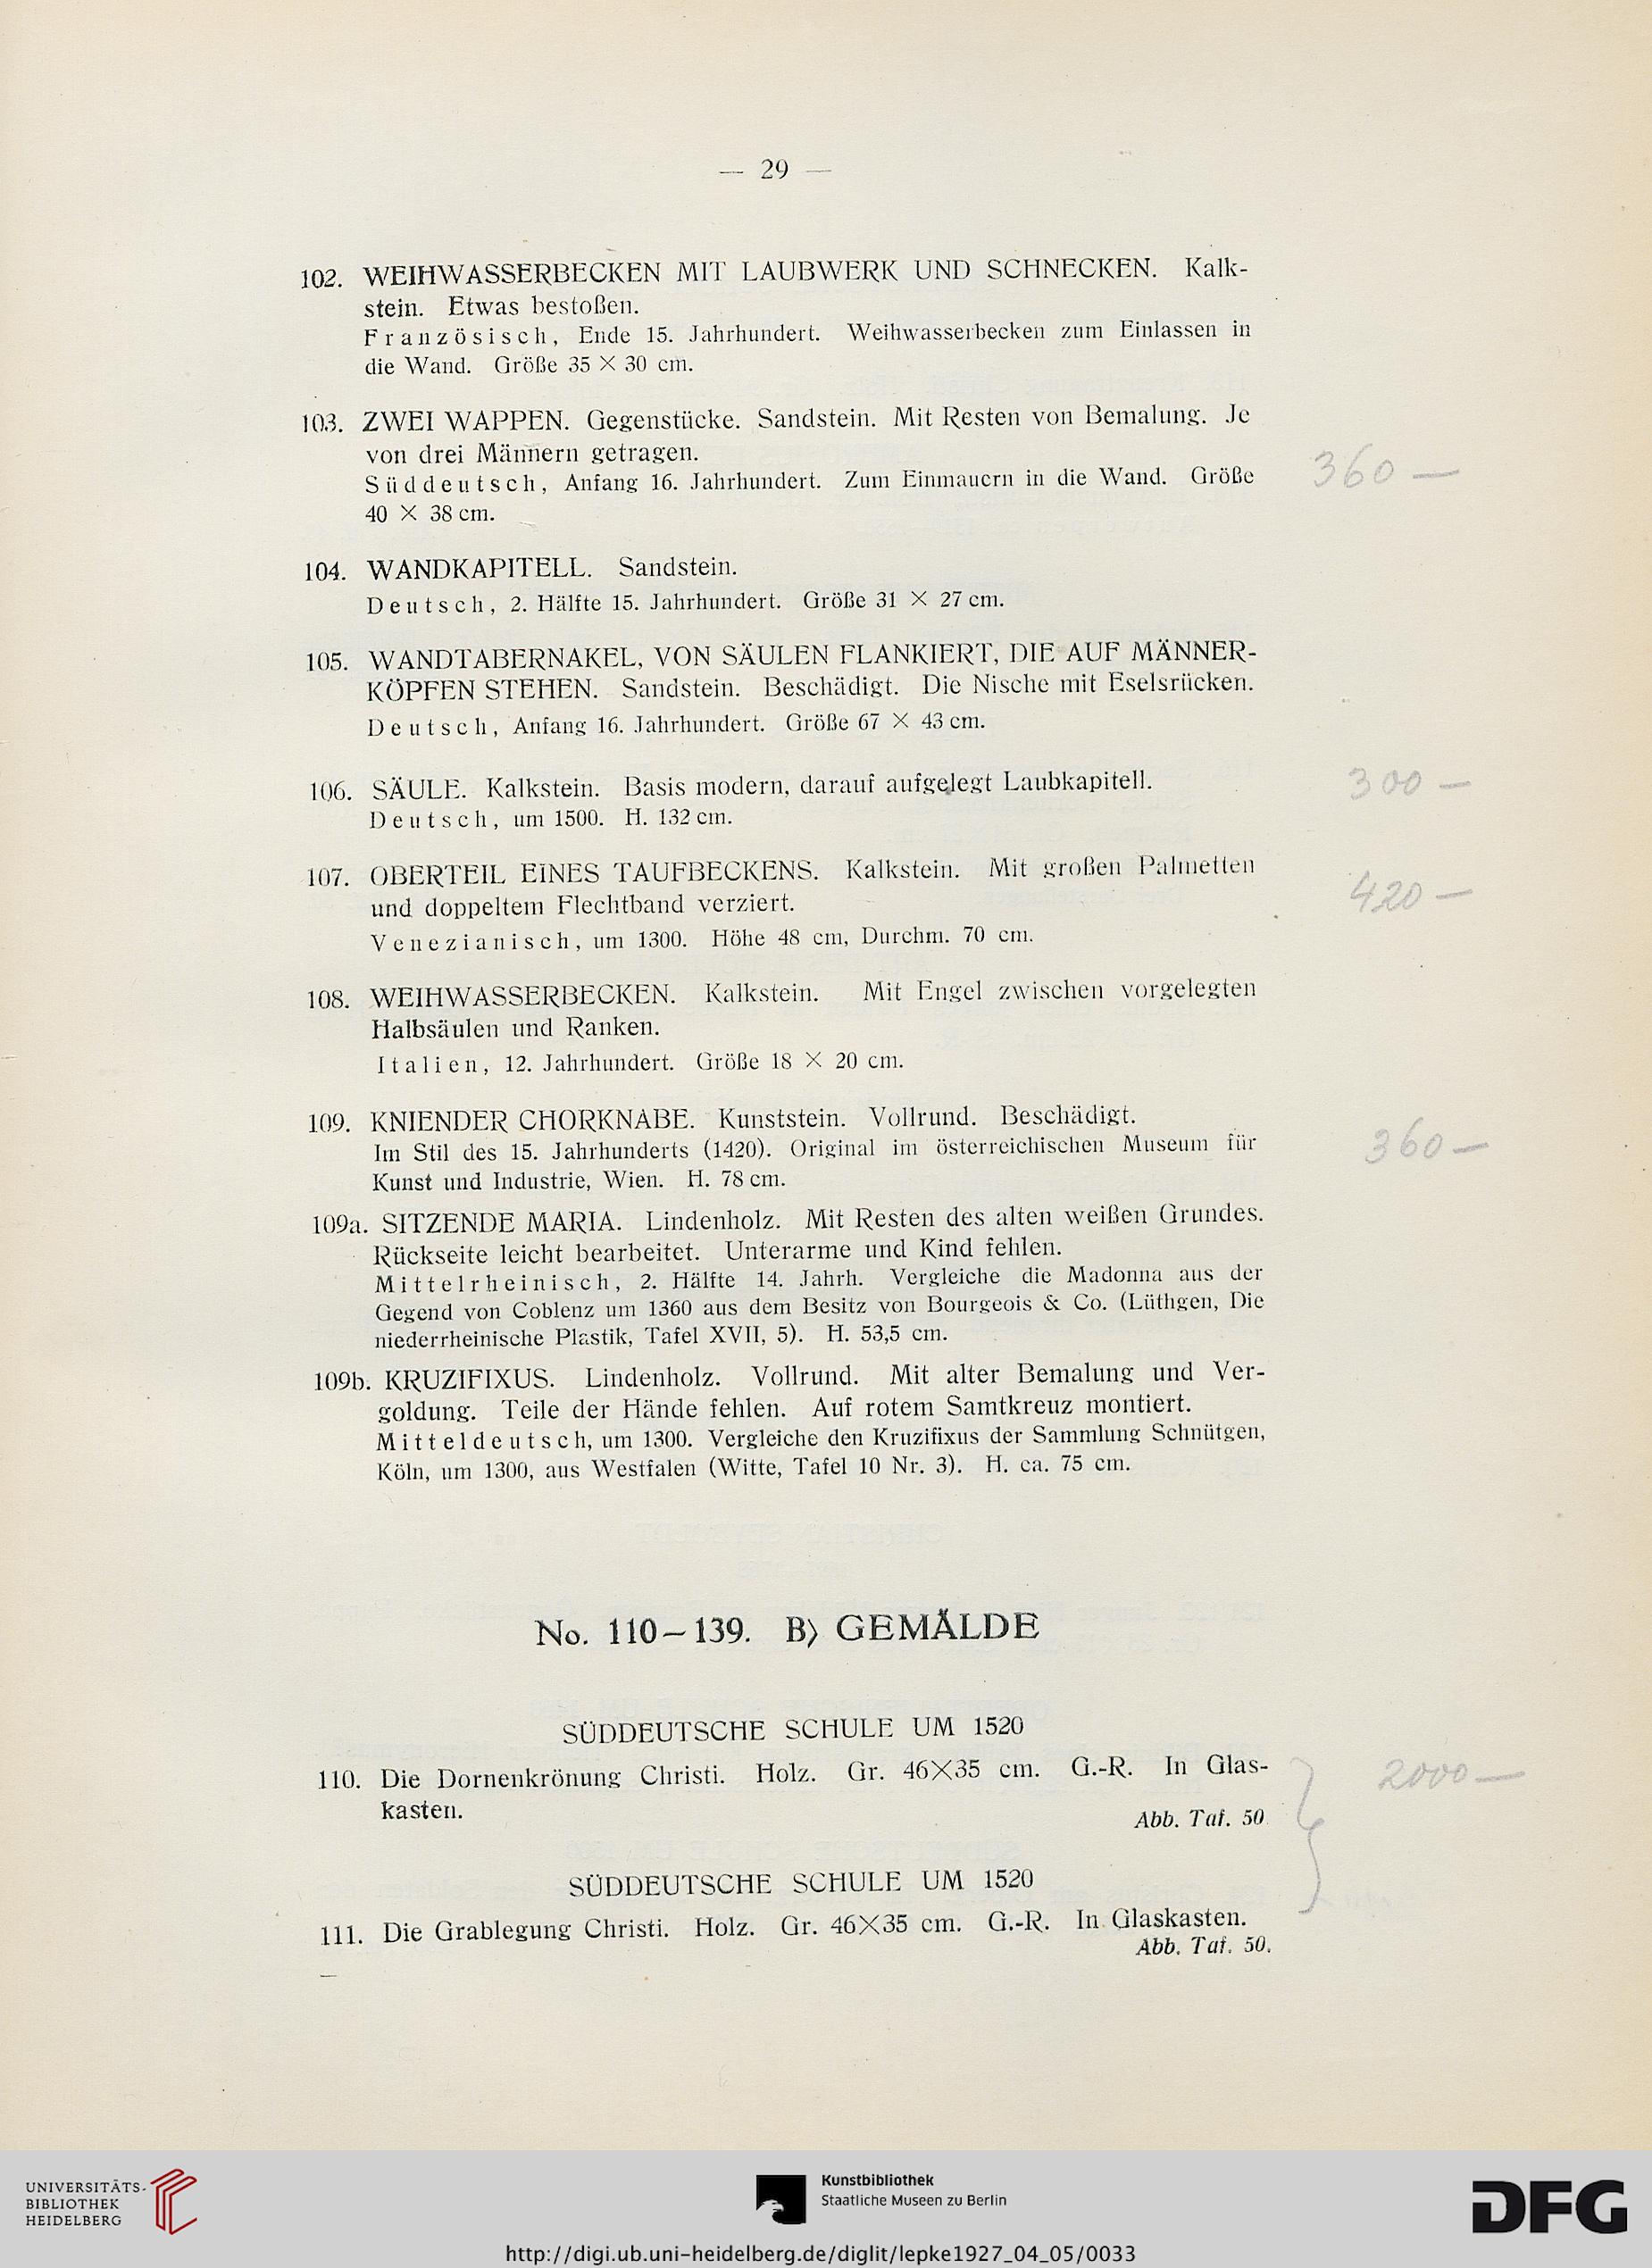 — 29 —
102. WEIHWASSERBECKEN MIT LAUBWERK UND SCHNECKEN. Kalk-
stein. Etwas bestoßen.
Französisch, Ende 15. Jahrhundert. Weihwasserbecken zum Einlassen in
die Wand. Größe 35 × 30 cm.
103. ZWEI WAPPEN. Gegenstücke. Sandstein. Mit Resten von Bemalung. Je
von drei Männern getragen.
Süddeutsch, Anfang 16. Jahrhundert. Zum Einmauern in die Wand. Größe
40 × 38 cm.
360 —
104. WANDKAPITELL. Sandstein.
Deutsch, 2. Hälfte 15. Jahrhundert. Größe 31 × 27 cm.
105. WANDTABERNAKEL, VON SÄULEN FLANKIERT, DIE AUF MÄNNER-
KÖPFEN STEHEN. Sandstein. Beschädigt. Die Nische mit Eselsrücken.
Deutsch, Anfang 16. Jahrhundert. Größe 67 × 43 cm.
106. SÄULE. Kalkstein. Basis modern, darauf aufgelegt Laubkapitell.
Deutsch, um 1500. H. 132 cm.
300 —
107. OBERTEIL EINES TAUFBECKENS. Kalkstein. Mit großen Palmetten
und doppeltem Flechtband verziert.
Venezianisch, um 1300. Höhe 48 cm, Durchm. 70 cm.
420 —
108. WEIHWASSERBECKEN. Kalkstein. Mit Engel zwischen vorgelegten
Halbsäulen und Ranken.
Italien, 12. Jahrhundert. Größe 18 × 20 cm.
109. KNIENDER CHORKNABE. Kunststein. Vollrund. Beschädigt.
Im Stil des 15. Jahrhunderts (1420). Original im österreichischen Museum für
Kunst und Industrie, Wien. H. 78 cm.
360 —
109a. SITZENDE MARIA. Lindenholz. Mit Resten des alten weißen Grundes.
Rückseite leicht bearbeitet. Unterarme und Kind fehlen.
Mittelrheinisch, 2. Hälfte 14. Jahrh. Vergleiche die Madonna aus der
Gegend von Coblenz um 1360 aus dem Besitz von Bourgeois & Co. (Lüthgen, Die
niederrheinische Plastik, Tafel XVII, 5). H. 53,5 cm.
109b. KRUZIFIXUS. Lindenholz. Vollrund. Mit alter Bemalung und Ver-
goldung. Teile der Hände fehlen. Auf rotem Samtkreuz montiert.
Mitteldeutsch, um 1300. Vergleiche den Kruzifixus der Sammlung Schnütgen,
Köln, um 1300, aus Westfalen (Witte, Tafel 10 Nr. 3). H. ca. 75 cm.
No. 110–139. B) GEMÄLDE
SÜDDEUTSCHE SCHULE UM 1520
110. Die Dornenkrönung Christi. Holz. Gr. 46×35 cm. G.-R. In Glas-
kasten.
Abb. Taf. 50
2000 —
SÜDDEUTSCHE SCHULE UM 1520
111. Die Grablegung Christi. Holz. Gr. 46×35 cm. G.-R. In Glaskasten.
Abb. Taf. 50.
UNIVERSITÄTS-
BIBLIOTHEK
HEIDELBERG
Kunstbibliothek
Staatliche Museen zu Berlin
DFG
http://digi.ub.uni-heidelberg.de/diglit/lepke1927_04_05/0033